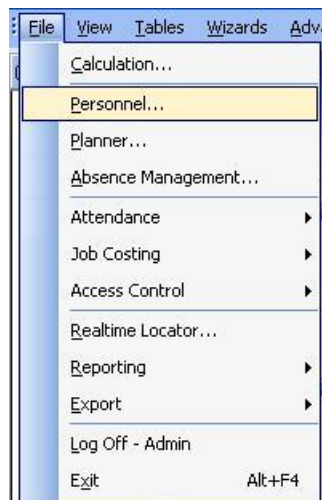 File View Tables Wizards Adv
Calculation...
Personnel...
Planner...
Absence Management...
Attendance
Job Costing
Access Control
Realtime Locator...
Reporting
Export
Log Off - Admin
Exit Alt+F4